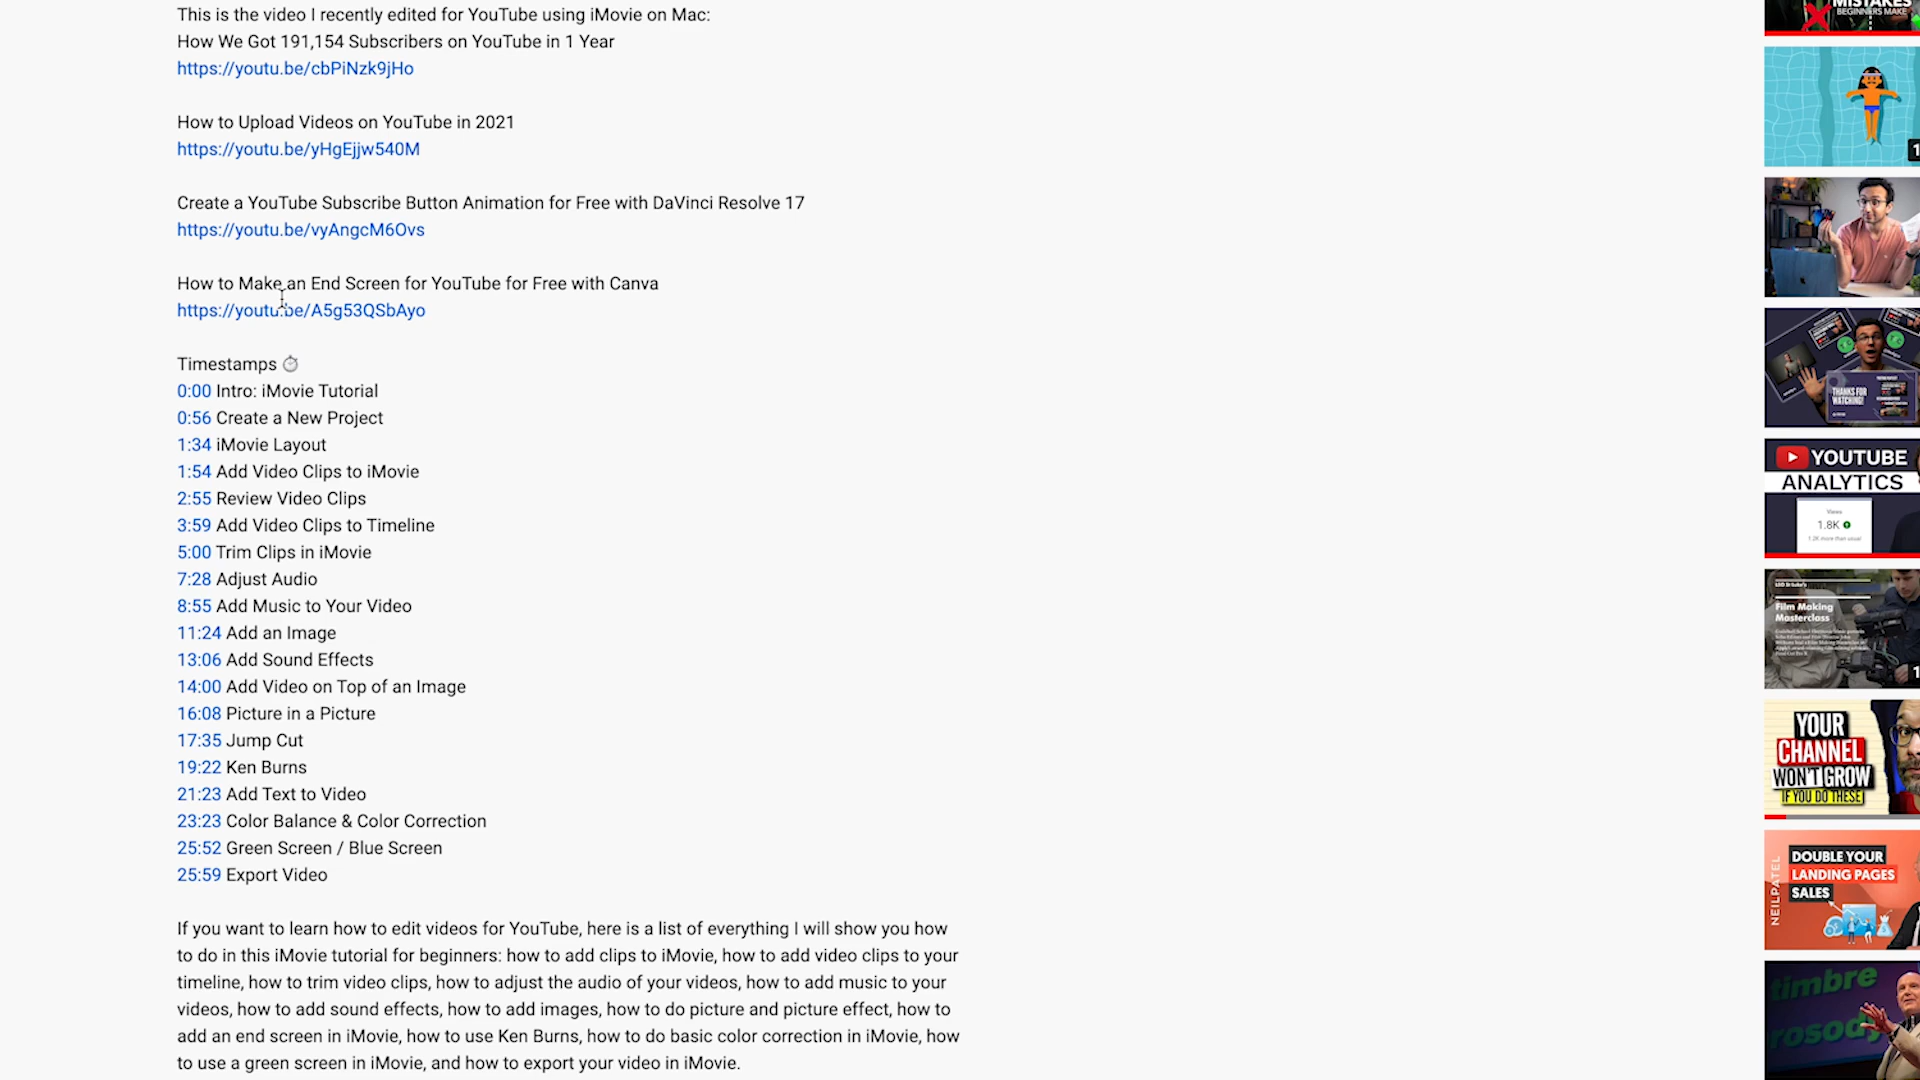 This is the video I recently edited for YouTube using iMovie on Mac:
How We Got 191,154 Subscribers on YouTube in 1 Year
https://youtu.be/cbPiNzk9jHo
How to Upload Videos on YouTube in 2021
https://youtu.be/yHgEjjw540M
Create a YouTube Subscribe Button Animation for Free with DaVinci Resolve 17
https://youtu.be/vyAngcM6Ovs
How to Make an End Screen for YouTube for Free with Canva
https://youtu.be/A5g53QSbAyo
Timestamps
0:00 Intro: iMovie Tutorial
0:56 Create a New Project
1:34 iMovie Layout
1:54 Add Video Clips to iMovie
2:55 Review Video Clips
3:59 Add Video Clips to Timeline
5:00 Trim Clips in iMovie
7:28 Adjust Audio
8:55 Add Music to Your Video
11:24 Add an Image
13:06 Add Sound Effects
14:00 Add Video on Top of an Image
16:08 Picture in a Picture
17:35 Jump Cut
19:22 Ken Burns
21:23 Add Text to Video
23:23 Color Balance & Color Correction
25:52 Green Screen / Blue Screen
25:59 Export Video
If you want to learn how to edit videos for YouTube, here is a list of everything I will show you how
to do in this iMovie tutorial for beginners: how to add clips to iMovie, how to add video clips to your
timeline, how to trim video clips, how to adjust the audio of your videos, how to add music to your
videos, how to add sound effects, how to add images, how to do picture and picture effect, how to
add an end screen in iMovie, how to use Ken Burns, how to do basic color correction in iMovie, how
to use a green screen in iMovie, and how to export your video in iMovie.
MISTAKES
BEGINNERS MAKE
1
THANKS FOR
WATCHING!
YOUTUBE
ANALYTICS
Views
1.8K
1.2K more than usual
Film Making
Masterclass
1
YOUR
CHANNEL
WON'T GROW
IF YOU DO THESE
NEILPATEL
DOUBLE YOUR
LANDING PAGES
SALES
timbre
prosody